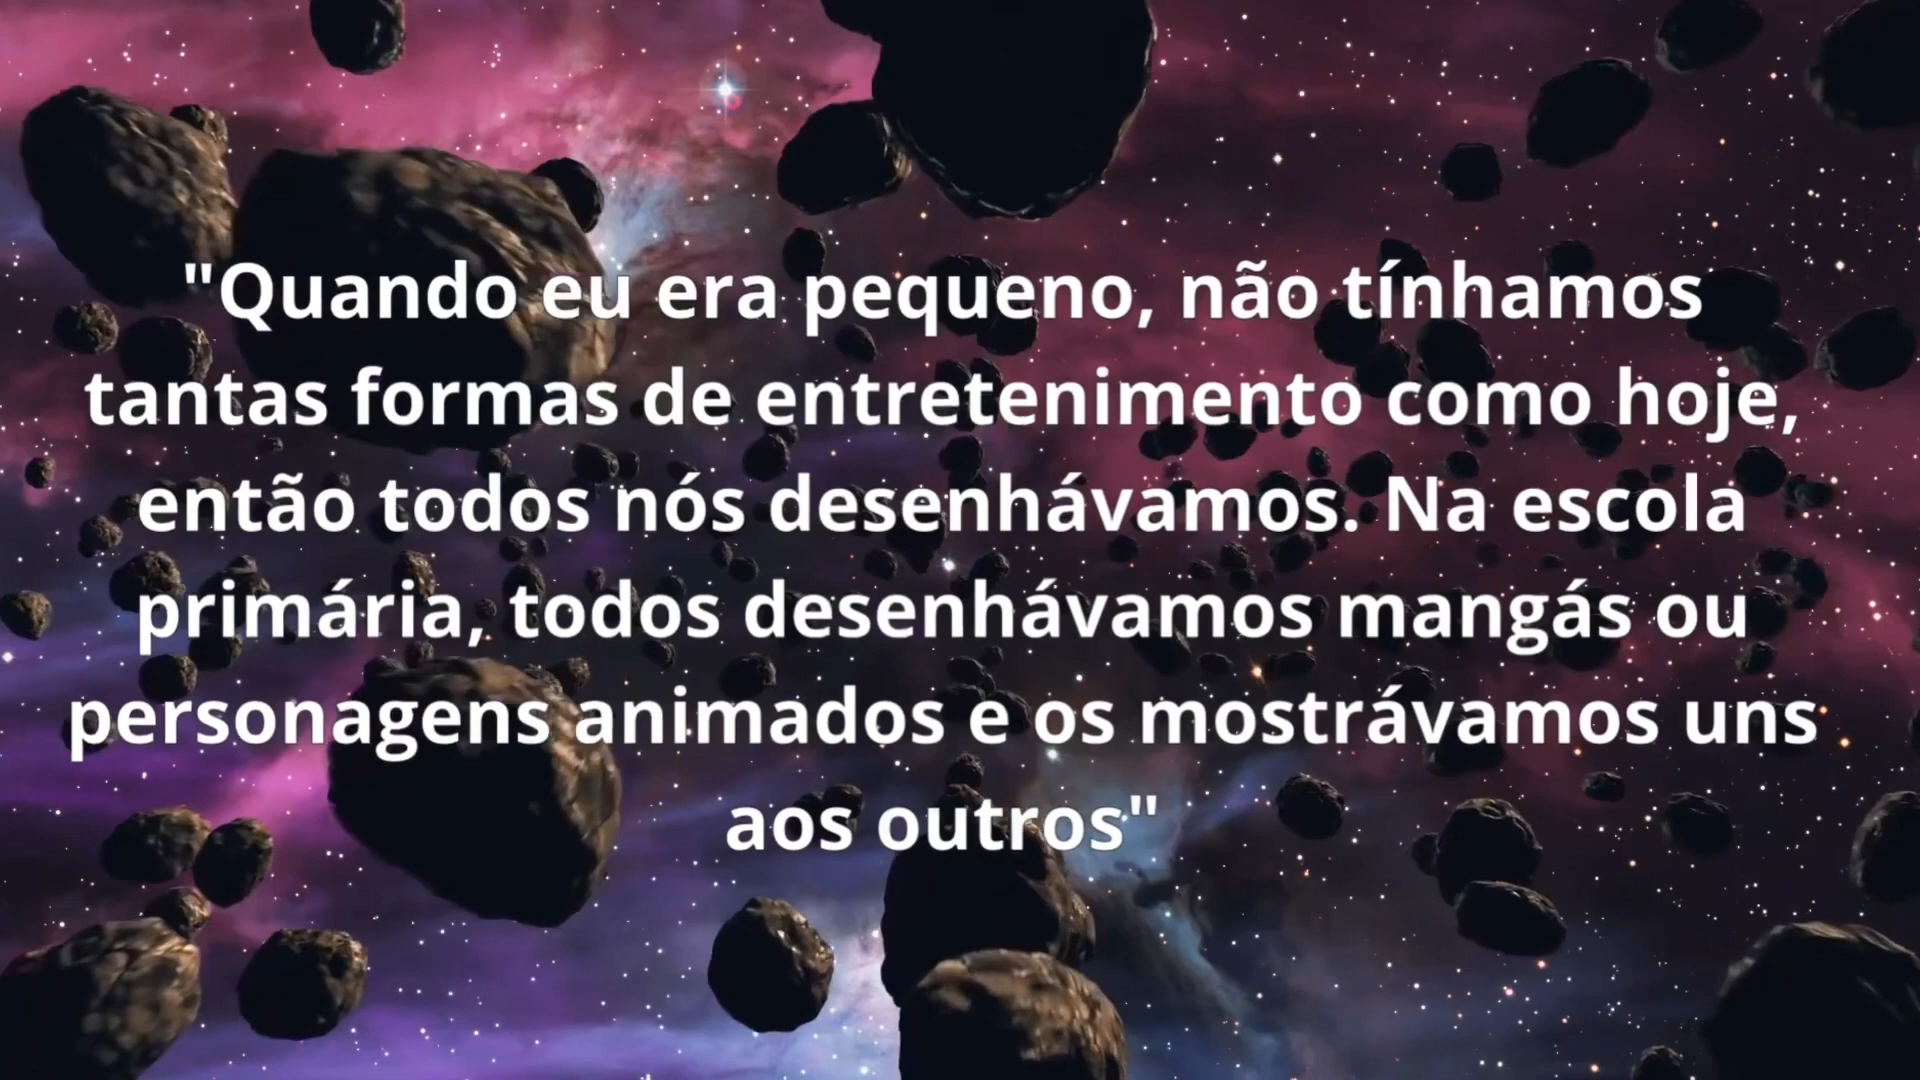 "Quando eu era pequeno, não tínhamos
tantas formas de entretenimento como hoje,
então todos nós desenhávamos. Na escola
primária, todos desenhávamos mangás ou
personagens animados e os mostrávamos uns
aos outros"